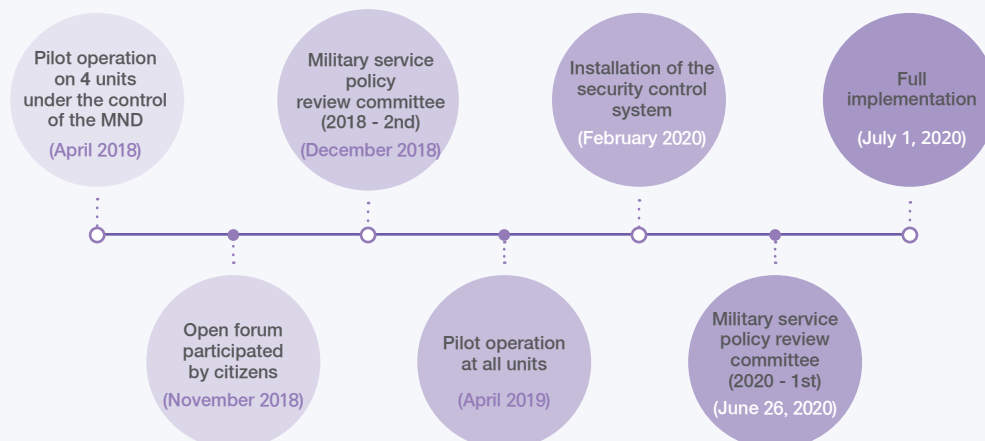 Pilot operation
on 4 units
under the control
of the MND
(April 2018)
Open forum
participated
by citizens
(November 2018)
Military service
policy
review committee
(2018 - 2nd)
(December 2018)
Pilot operation
at all units
(April 2019)
Installation of the
security control
system
(February 2020)
Military service
policy review
committee
(2020 - 1st)
(June 26, 2020)
Full
implementation
(July 1, 2020)